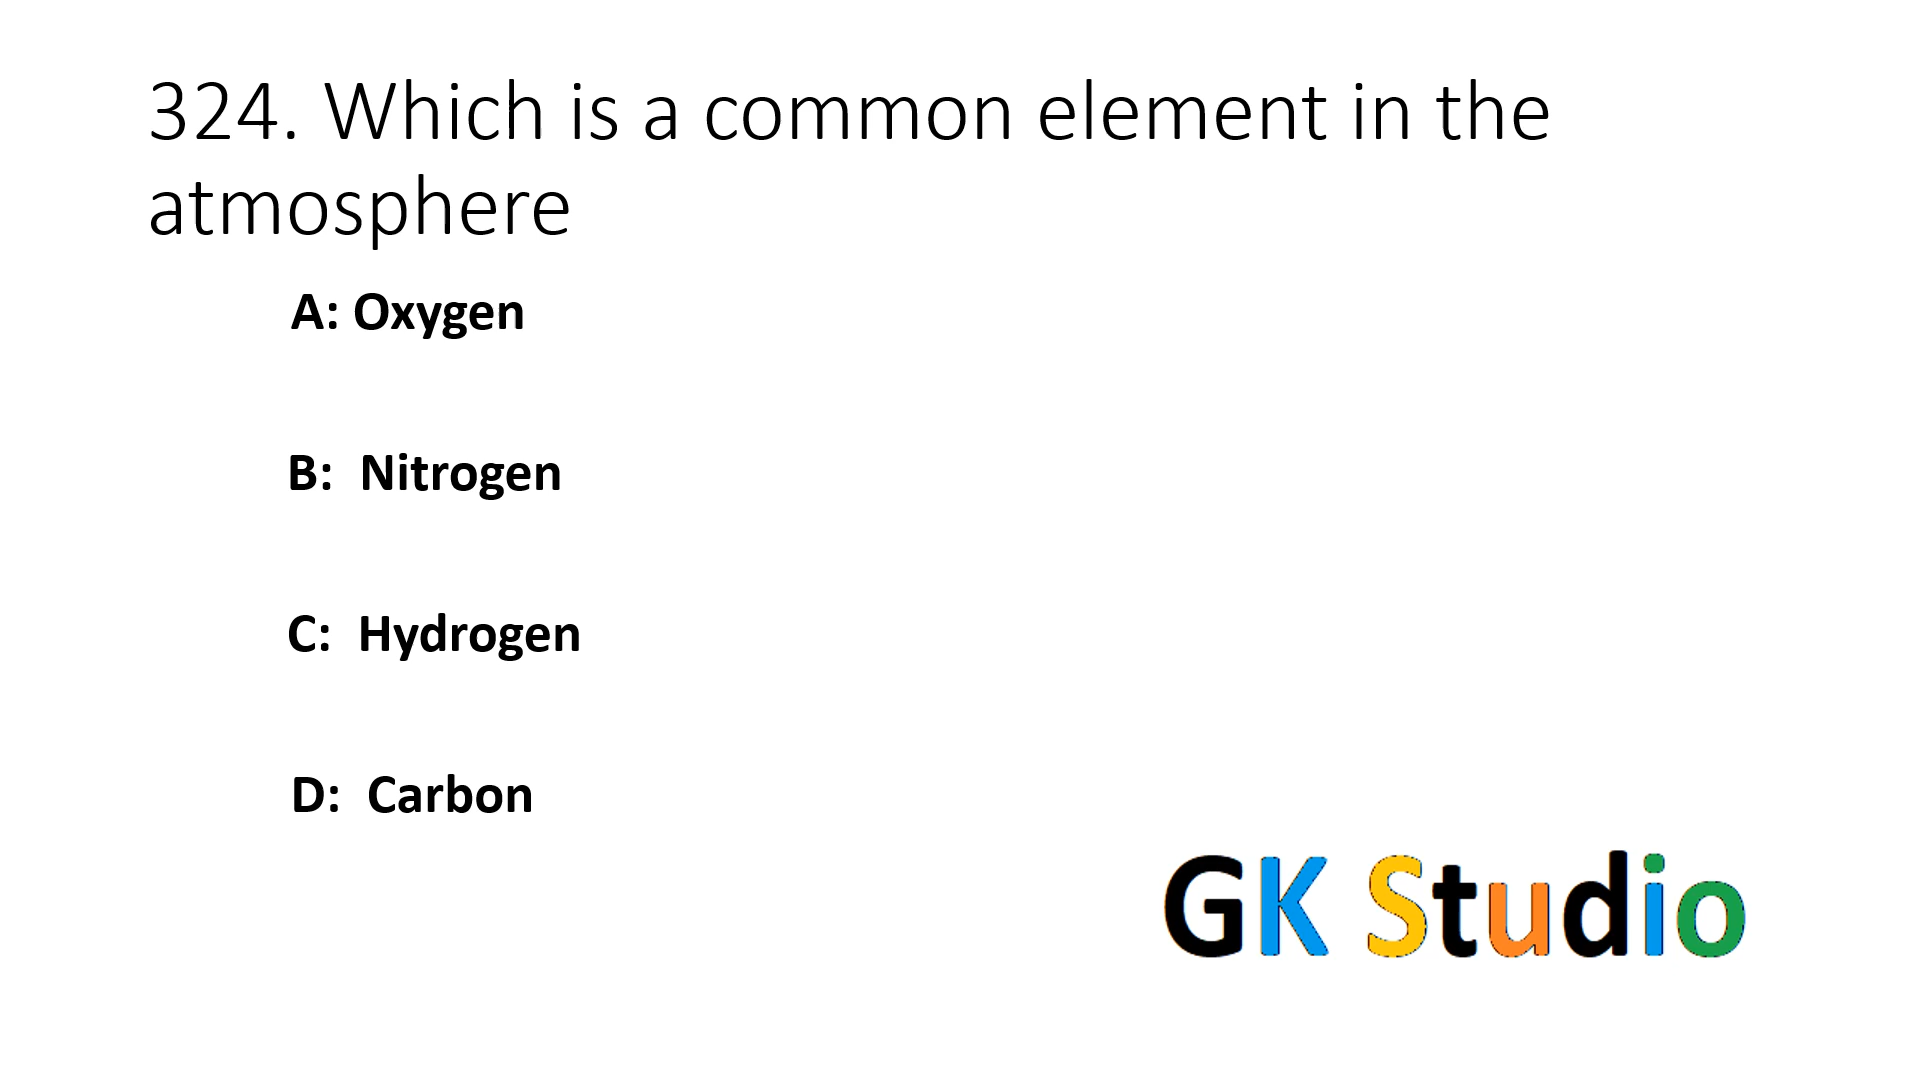 324. Which is a common element in the
atmosphere
A: Oxygen
B: Nitrogen
C: Hydrogen
D: Carbon
GK Studio